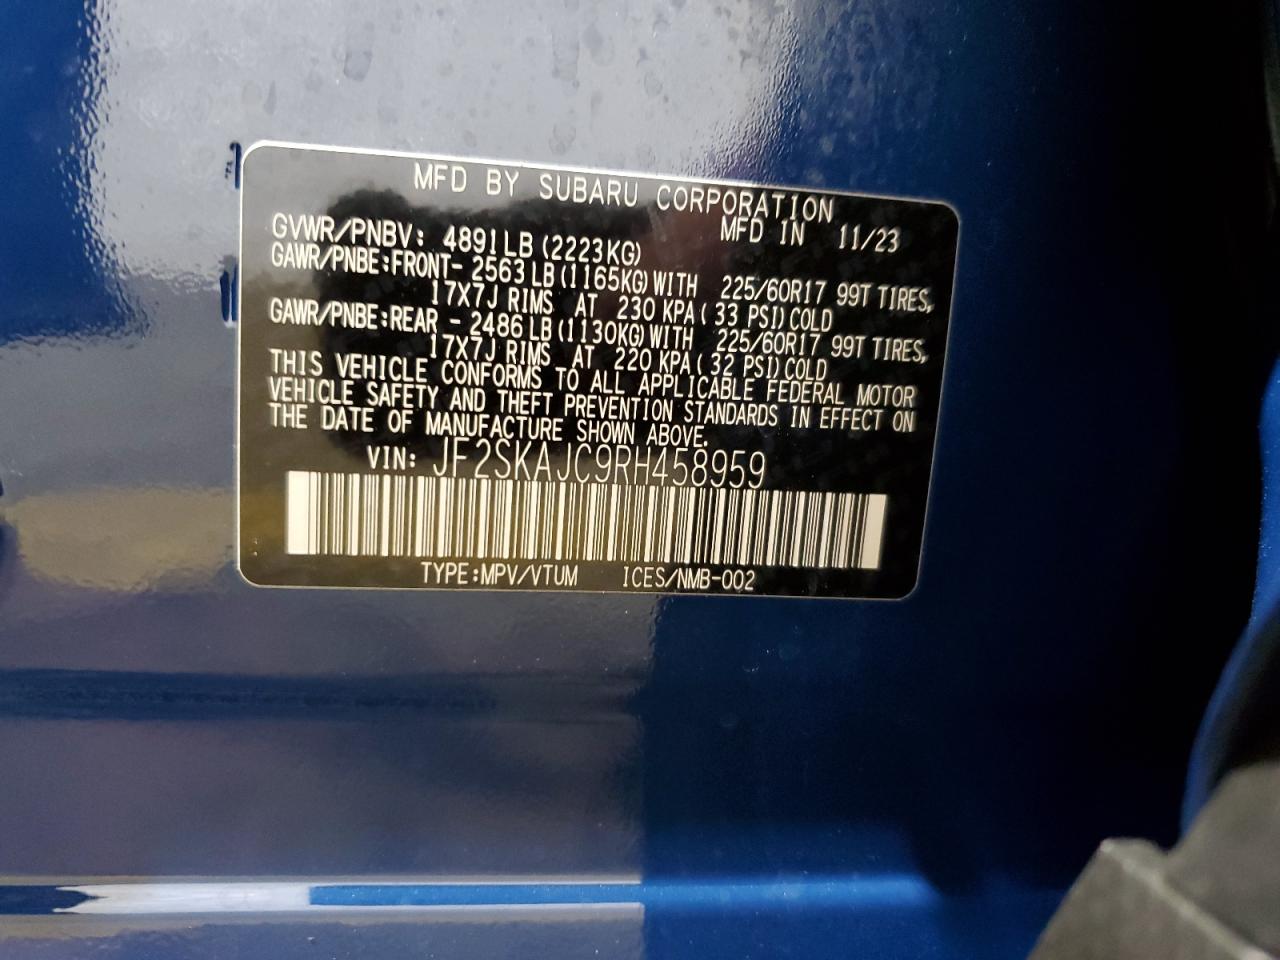 MFD BY SUBARU CORPORATION
MFD IN 11/23
GVWR/PNBV: 4891LB (2223KG)
GAWR/PNBE:FRONT- 2563 LB (1165KG) WITH 225/60R17 99T TIRES,
17X7J RIMS AT 230 KPA ( 33 PSI) COLD
GAWR/PNBE:REAR - 2486 LB (1130KG) WITH 225/60R17 99T TIRES,
17X7J RIMS AT 220 KPA ( 32 PSI) COLD
THIS VEHICLE CONFORMS TO ALL APPLICABLE FEDERAL MOTOR
VEHICLE SAFETY AND THEFT PREVENTION STANDARDS IN EFFECT ON
THE DATE OF MANUFACTURE SHOWN ABOVE.
VIN: JF2SKAJC9RH458959
TYPE:MPV/VTUM ICES/NMB-002